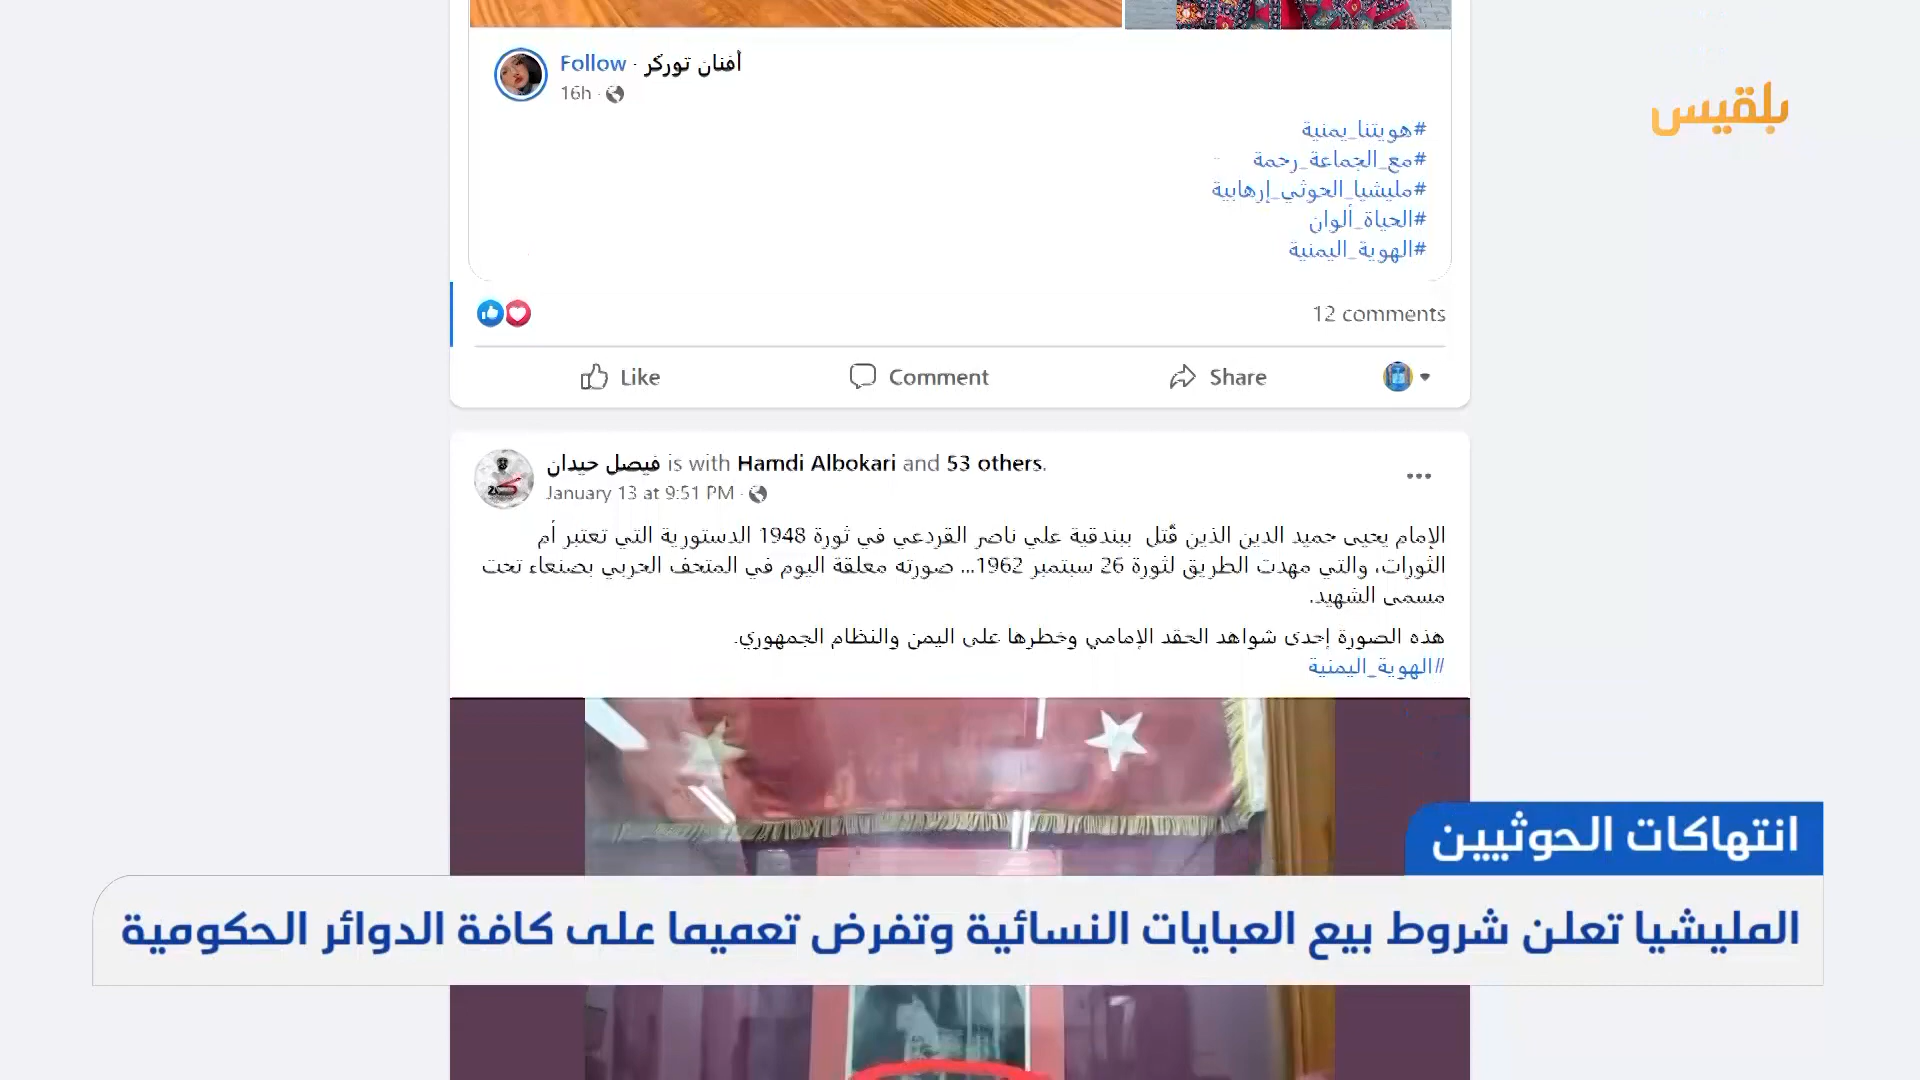 أفنان توركر · Follow
16h ·
بلقيس
#هويتنا_يمنية
#مع_الجماعة_رحمة
#مليشيا_الحوثي_إرهابية
#الحياة_ألوان
#الهوية_اليمنية
12 comments
Like Comment Share
فيصل حيدان is with Hamdi Albokari and 53 others.
January 13 at 9:51 PM ·
الإمام يحيى حميد الدين الذين قُتل ببندقية علي ناصر القردعي في ثورة 1948 الدستورية التي تعتبر أم
الثورات، والتي مهدت الطريق لثورة 26 سبتمبر 1962... صورته معلقة اليوم في المتحف الحربي بصنعاء تحت
مسمى الشهيد.
هذه الصورة إحدى شواهد الحقد الإمامي وخطرها على اليمن والنظام الجمهوري.
#الهوية_اليمنية
انتهاكات الحوثيين
المليشيا تعلن شروط بيع العبايات النسائية وتفرض تعميما على كافة الدوائر الحكومية